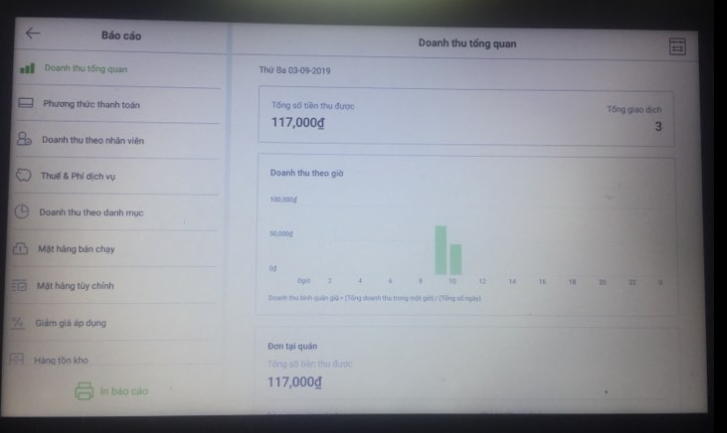 Báo cáo
Doanh thu tổng quan
Doanh thu tổng quan
Phương thức thanh toán
Doanh thu theo nhân viên
Thuế & Phí dịch vụ
Doanh thu theo danh mục
Mặt hàng bán chạy
Mặt hàng tùy chỉnh
Giảm giá áp dụng
Hàng tồn kho
In báo cáo
Thứ Ba 03-09-2019
Tổng số tiền thu được
117,000₫
Tổng giao dịch
3
Doanh thu theo giờ
100,000₫
50,000₫
0₫
0giờ 2 4 6 8 10 12 14 16 18 20 22 0
Doanh thu bình quân giờ = (Tổng doanh thu trong một giờ) / (Tổng số ngày)
Đơn tại quán
Tổng số tiền thu được
117,000₫